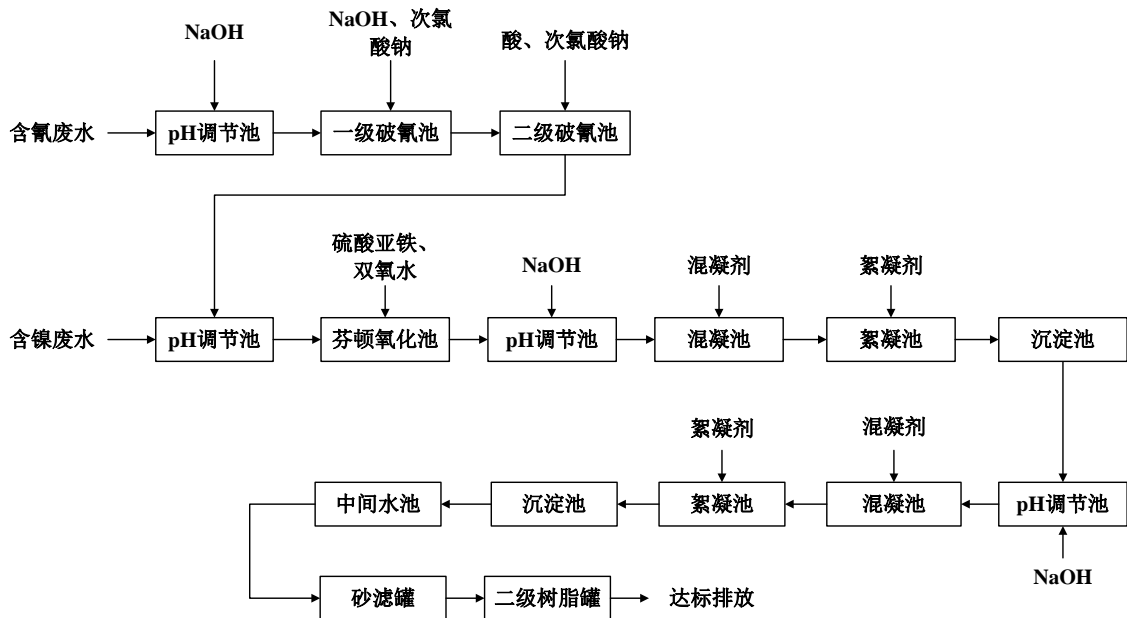 NaOH
NaOH、次氯
酸钠
酸、次氯酸钠
含氰废水
pH调节池
一级破氰池
二级破氰池
硫酸亚铁、
双氧水
NaOH
混凝剂
絮凝剂
含镍废水
pH调节池
芬顿氧化池
pH调节池
混凝池
絮凝池
沉淀池
絮凝剂
混凝剂
中间水池
沉淀池
絮凝池
混凝池
pH调节池
NaOH
砂滤罐
二级树脂罐
达标排放